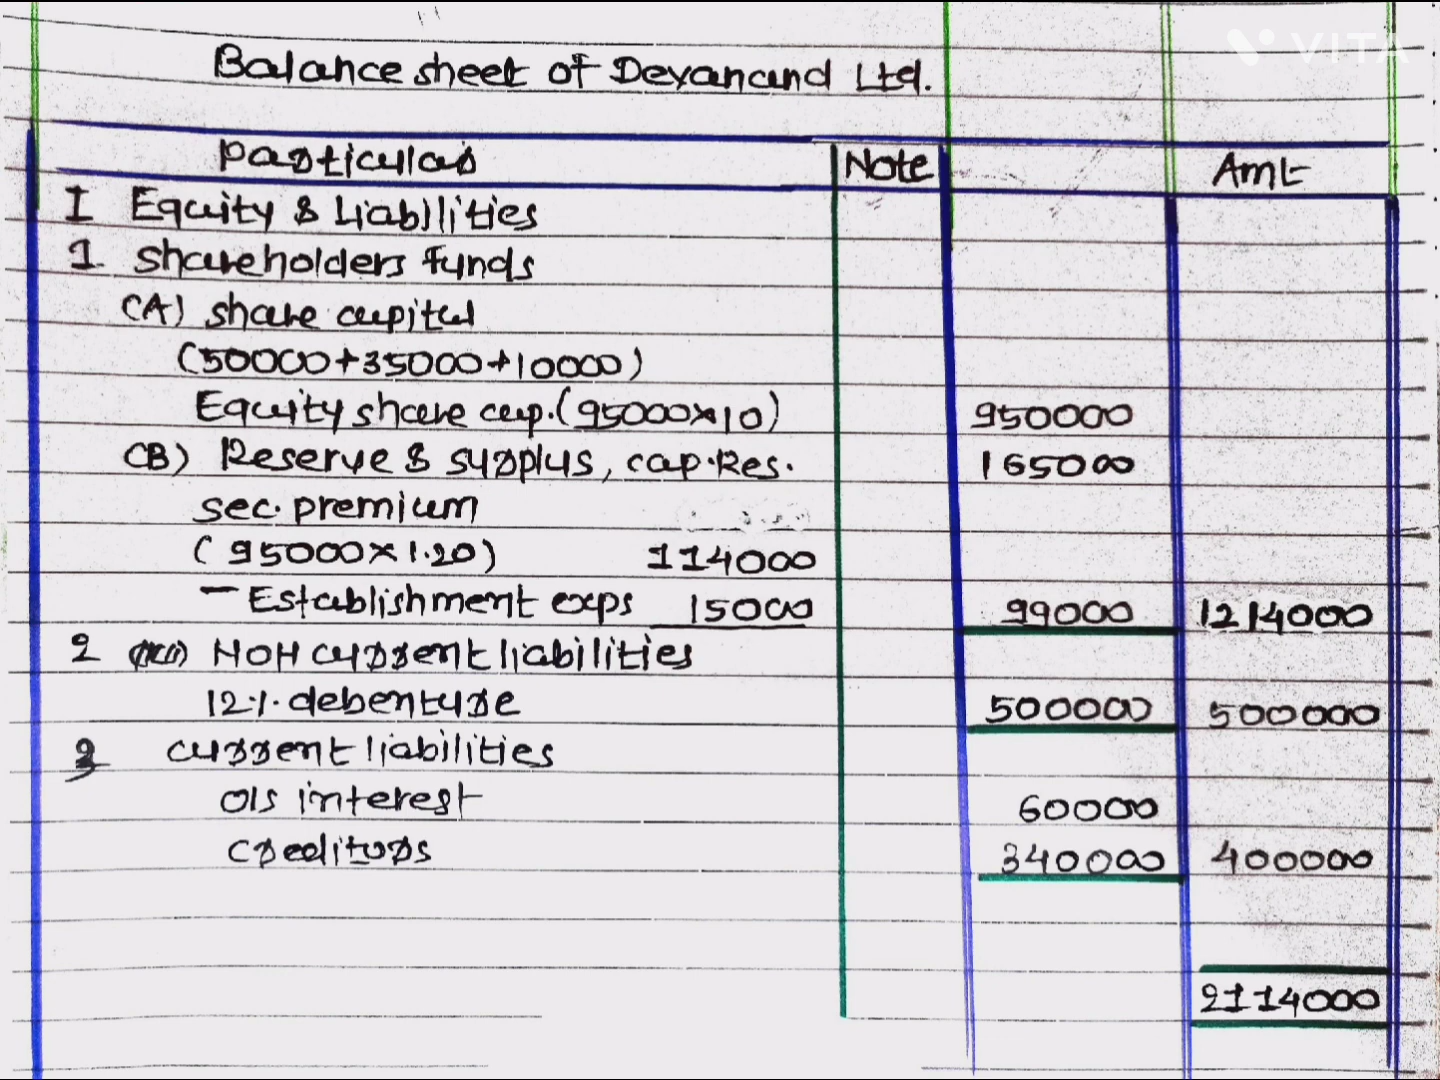 VITA
Balance sheet of Devanand Ltd.
Particulars Note Amt
I Equity & Liabilities
1 shareholders funds
(A) share capital
(50000+35000+10000)
Equity share cap.(95000×10) 950000
(B) Reserve & surplus, cap.Res. 165000
sec. premium
(95000×1.20) 114000
- Establishment exps 15000 99000 1214000
2 Non current liabilities
12%. debenture 500000 500000
3 current liabilities
O/s interest 60000
creditors 340000 400000
2114000